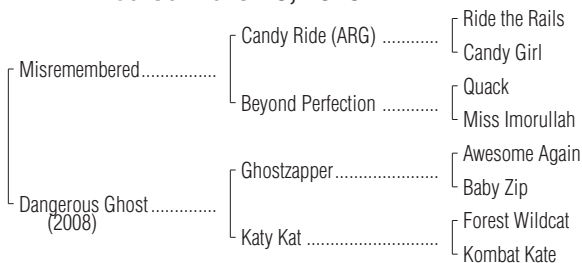 Ride the Rails
Candy Ride (ARG) ............
Candy Girl
Misremembered...............
Quack
Beyond Perfection ............
Miss Imorullah
Awesome Again
Ghostzapper.......................
Baby Zip
Dangerous Ghost.............
(2008)
Forest Wildcat
Katy Kat .............................
Kombat Kate